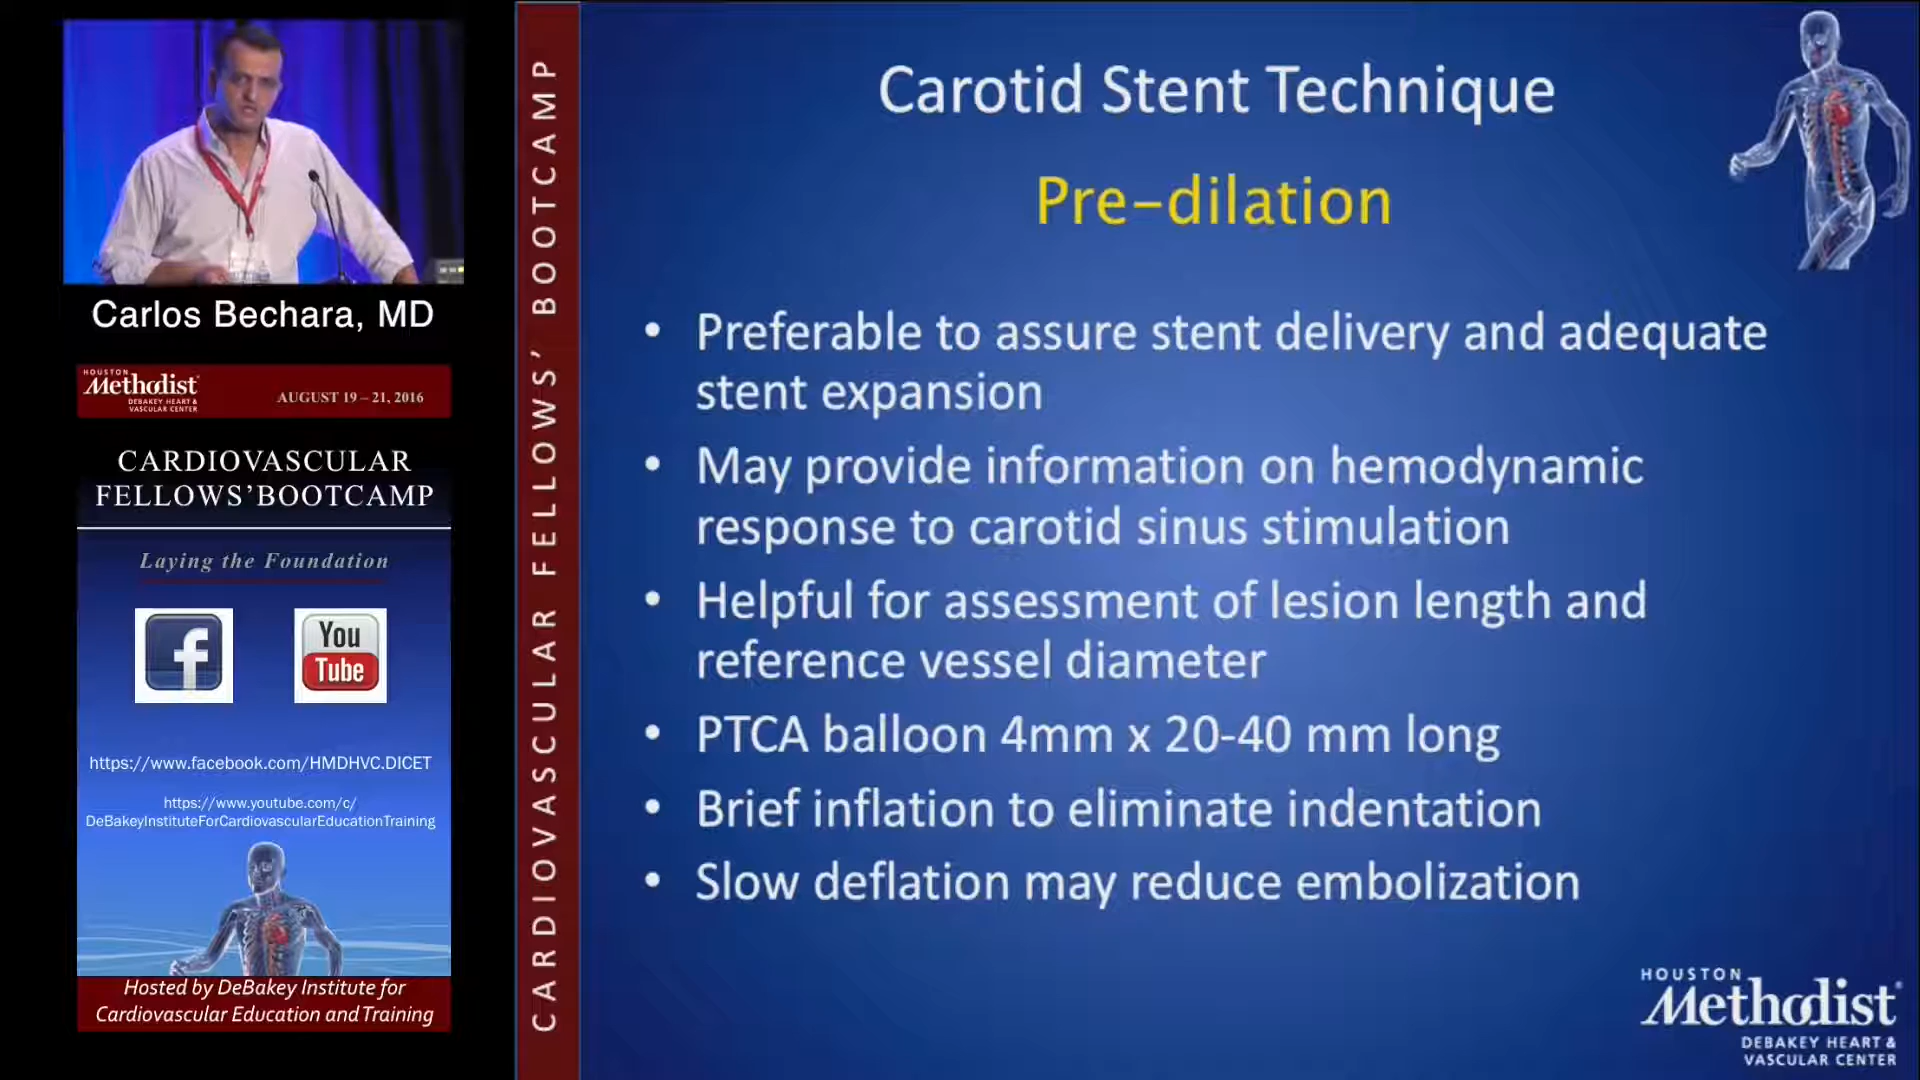 Carlos Bechara, MD
HOUSTON
Methodist
DEBAKEY HEART &
VASCULAR CENTER
AUGUST 19 – 21, 2016
CARDIOVASCULAR
FELLOWS’BOOTCAMP
Laying the Foundation
f
You
Tube
https://www.facebook.com/HMDHVC.DICET
https://www.youtube.com/c/
DeBakeyInstituteForCardiovascularEducationTraining
Hosted by DeBakey Institute for
Cardiovascular Education and Training
CARDIOVASCULAR FELLOWS’ BOOTCAMP
Carotid Stent Technique
Pre–dilation
• Preferable to assure stent delivery and adequate
stent expansion
• May provide information on hemodynamic
response to carotid sinus stimulation
• Helpful for assessment of lesion length and
reference vessel diameter
• PTCA balloon 4mm x 20-40 mm long
• Brief inflation to eliminate indentation
• Slow deflation may reduce embolization
HOUSTON
Methodist
DEBAKEY HEART &
VASCULAR CENTER